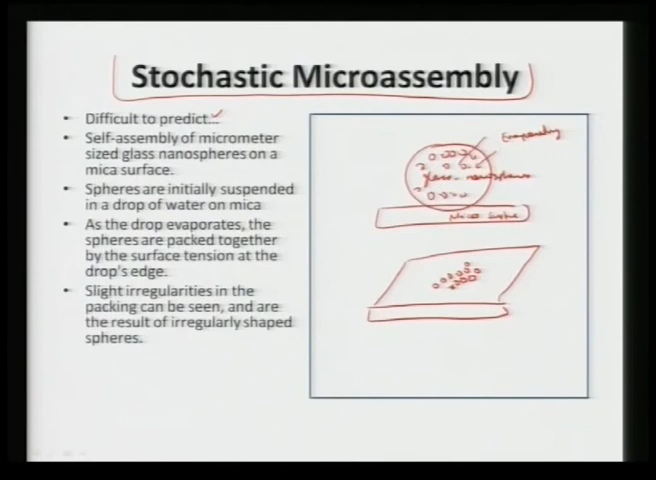 Stochastic Microassembly
• Difficult to predict...
• Self-assembly of micrometer
sized glass nanospheres on a
mica surface.
• Spheres are initially suspended
in a drop of water on mica
• As the drop evaporates, the
spheres are packed together
by the surface tension at the
drop's edge.
• Slight irregularities in the
packing can be seen, and are
the result of irregularly shaped
spheres.
Evaporating
glass nanospheres
Mica surface